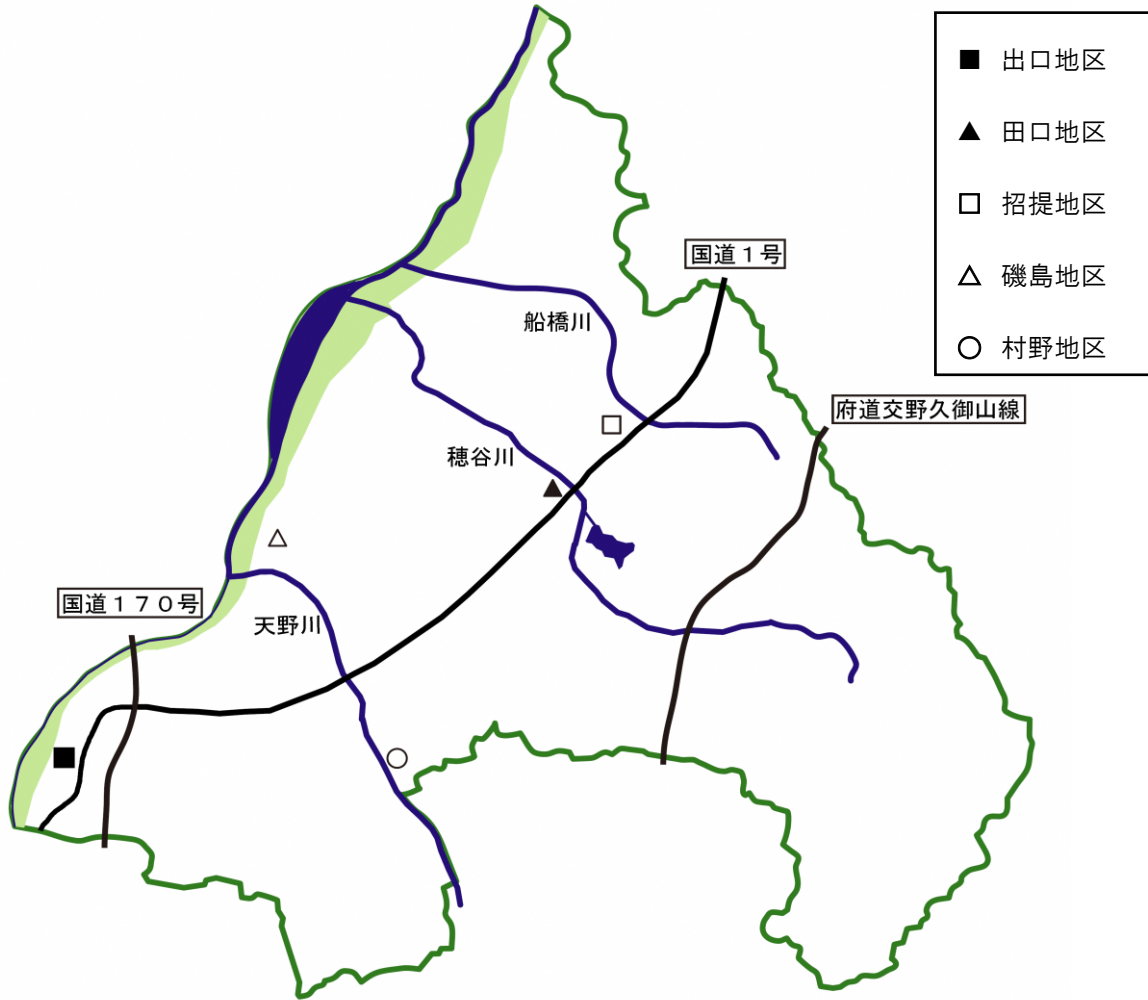 出口地区
田口地区
招提地区
磯島地区
村野地区
国道１号
船橋川
府道交野久御山線
穂谷川
国道１７０号
天野川